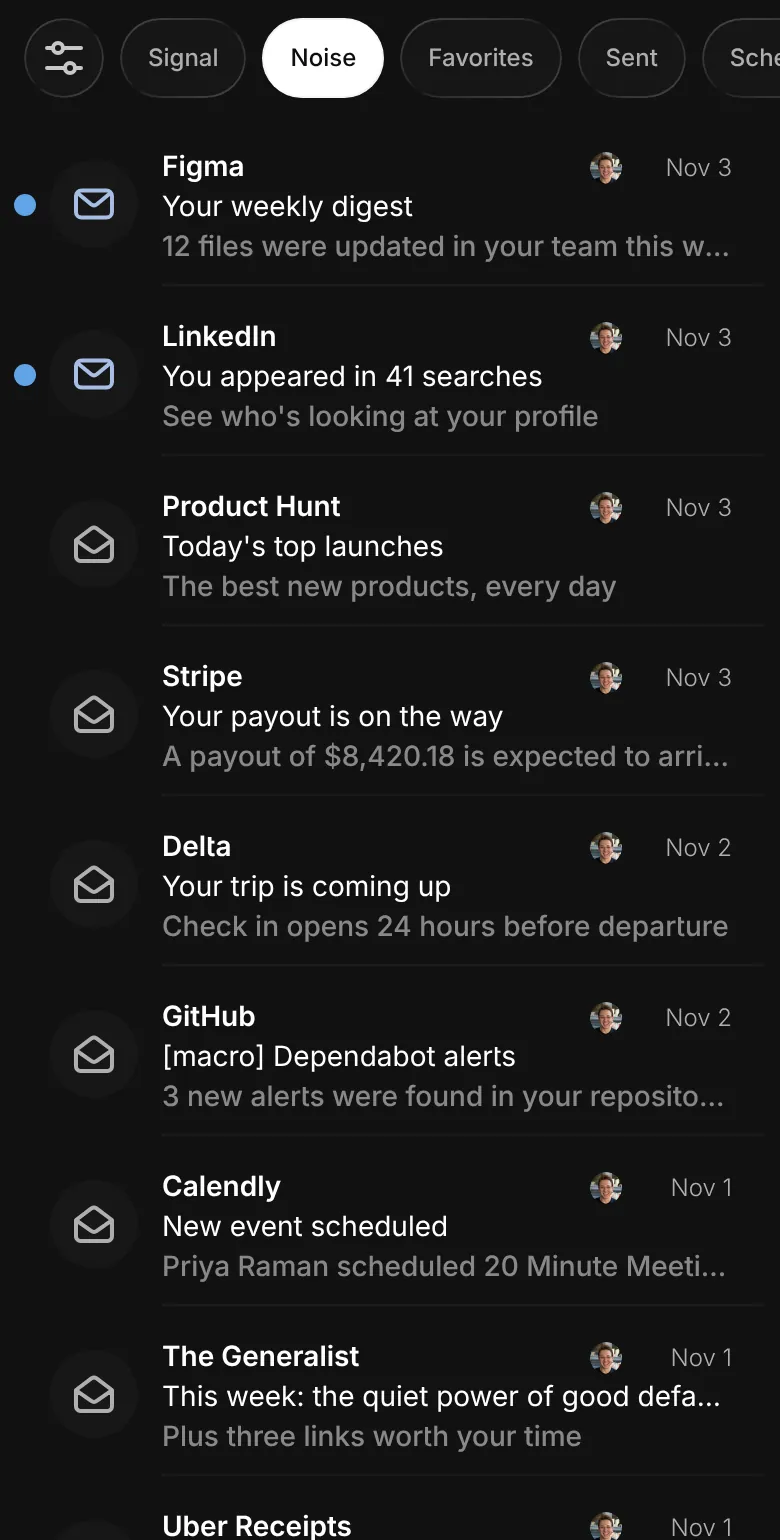 Signal Noise Favorites Sent Sche
Figma Nov 3
Your weekly digest
12 files were updated in your team this w...
LinkedIn Nov 3
You appeared in 41 searches
See who's looking at your profile
Product Hunt Nov 3
Today's top launches
The best new products, every day
Stripe Nov 3
Your payout is on the way
A payout of $8,420.18 is expected to arri...
Delta Nov 2
Your trip is coming up
Check in opens 24 hours before departure
GitHub Nov 2
[macro] Dependabot alerts
3 new alerts were found in your reposito...
Calendly Nov 1
New event scheduled
Priya Raman scheduled 20 Minute Meeti...
The Generalist Nov 1
This week: the quiet power of good defa...
Plus three links worth your time
Uber Receipts Nov 1